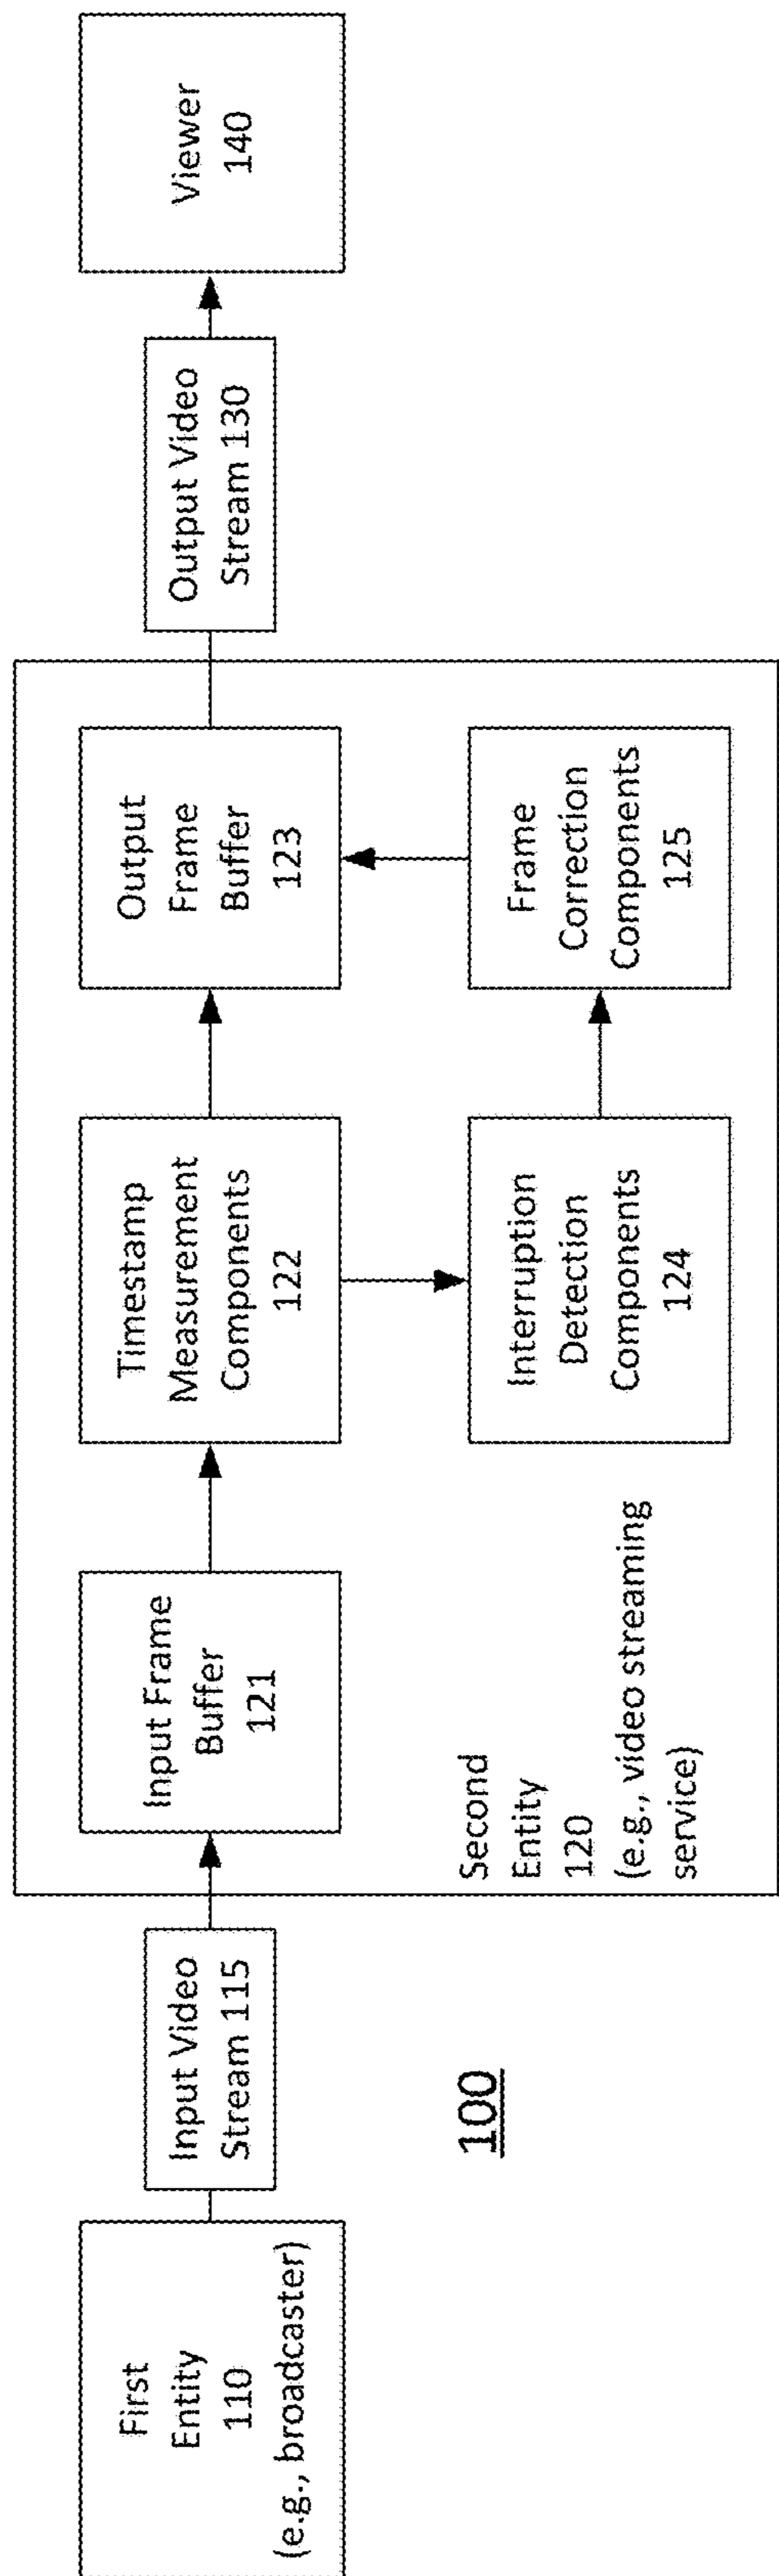 First
Entity
110
(e.g., broadcaster)
Input Video
Stream 115
Input Frame
Buffer
121
Timestamp
Measurement
Components
122
Output
Frame
Buffer
123
Interruption
Detection
Components
124
Frame
Correction
Components
125
Second
Entity
120
(e.g., video streaming
service)
Output Video
Stream 130
Viewer
140
100